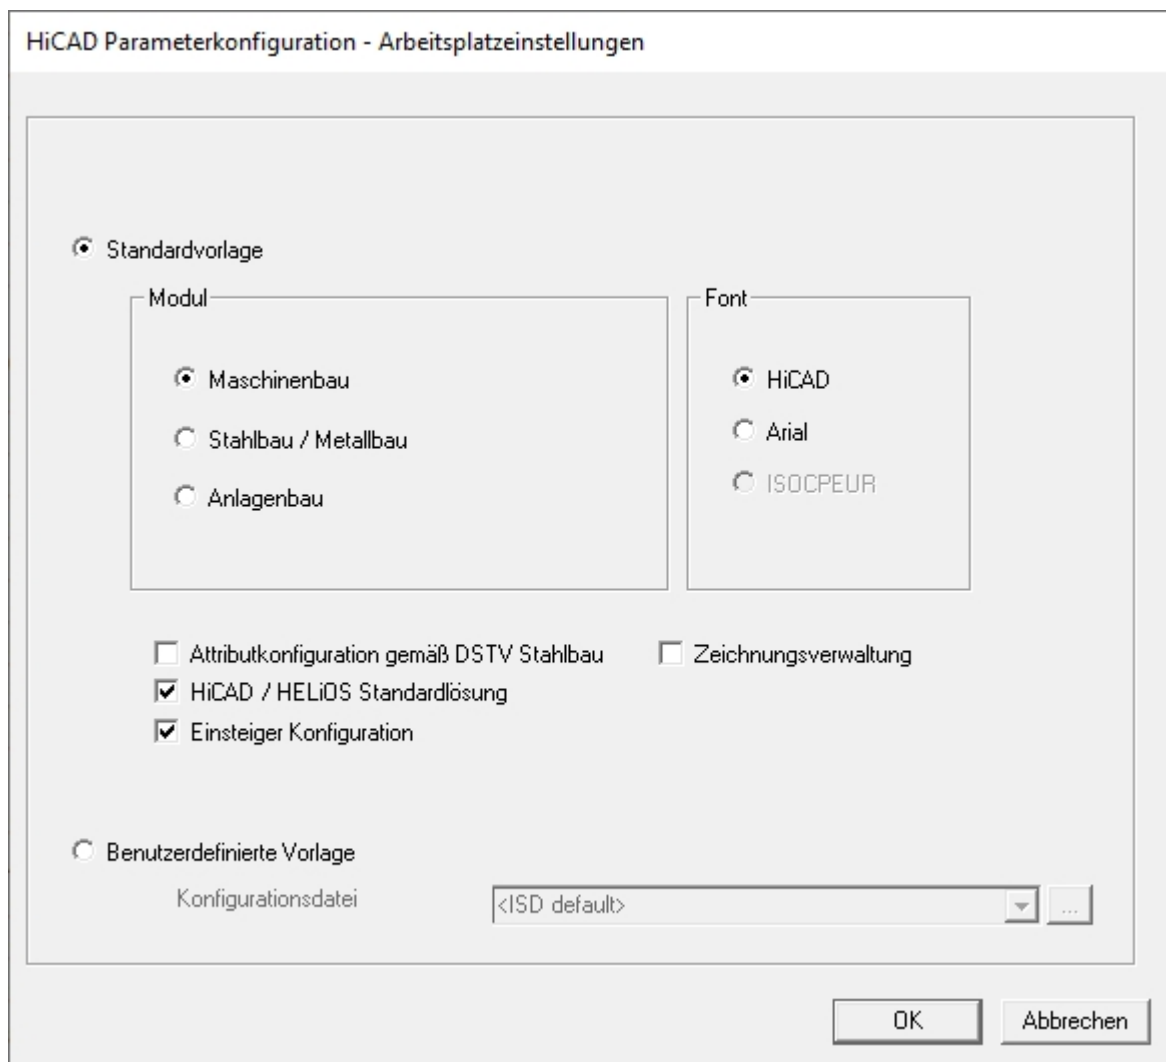 HiCAD Parameterkonfiguration - Arbeitsplatzeinstellungen
Standardvorlage
Modul
Font
Maschinenbau
HiCAD
Stahlbau / Metallbau
Arial
Anlagenbau
ISOCPEUR
Attributkonfiguration gemäß DSTV Stahlbau
Zeichnungsverwaltung
HiCAD / HELiOS Standardlösung
Einsteiger Konfiguration
Benutzerdefinierte Vorlage
Konfigurationsdatei
<ISD default>
...
OK
Abbrechen